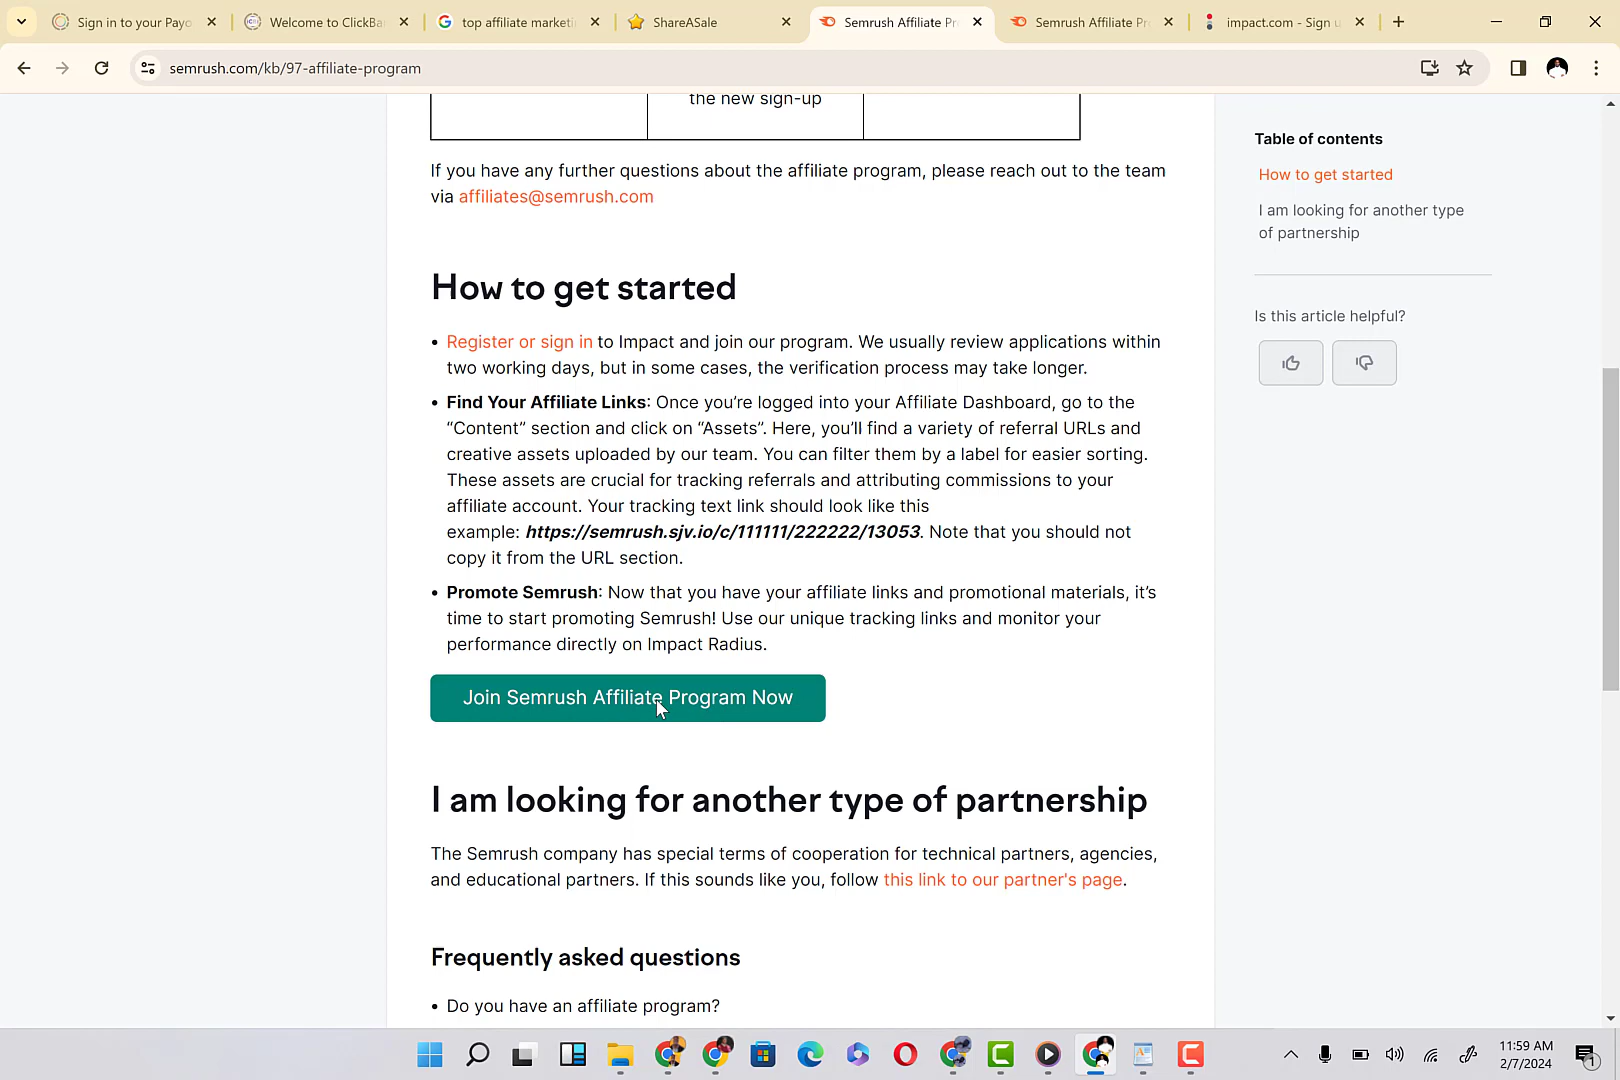 Sign in to your Payo
Welcome to ClickBa
top affiliate marketi
ShareASale
Semrush Affiliate Pr
Semrush Affiliate Pr
impact.com - Sign u
semrush.com/kb/97-affiliate-program
the new sign-up
If you have any further questions about the affiliate program, please reach out to the team
via affiliates@semrush.com
How to get started
• Register or sign in to Impact and join our program. We usually review applications within
two working days, but in some cases, the verification process may take longer.
• Find Your Affiliate Links: Once you’re logged into your Affiliate Dashboard, go to the
“Content” section and click on “Assets”. Here, you’ll find a variety of referral URLs and
creative assets uploaded by our team. You can filter them by a label for easier sorting.
These assets are crucial for tracking referrals and attributing commissions to your
affiliate account. Your tracking text link should look like this
example: https://semrush.sjv.io/c/111111/222222/13053. Note that you should not
copy it from the URL section.
• Promote Semrush: Now that you have your affiliate links and promotional materials, it’s
time to start promoting Semrush! Use our unique tracking links and monitor your
performance directly on Impact Radius.
Join Semrush Affiliate Program Now
I am looking for another type of partnership
The Semrush company has special terms of cooperation for technical partners, agencies,
and educational partners. If this sounds like you, follow this link to our partner's page.
Frequently asked questions
• Do you have an affiliate program?
Table of contents
How to get started
I am looking for another type
of partnership
Is this article helpful?
11:59 AM
2/7/2024
1